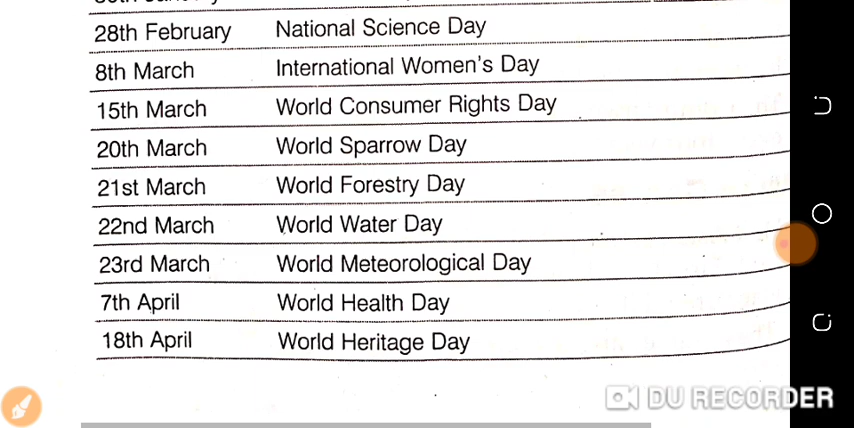 28th February National Science Day
8th March International Women's Day
15th March World Consumer Rights Day
20th March World Sparrow Day
21st March World Forestry Day
22nd March World Water Day
23rd March World Meteorological Day
7th April World Health Day
18th April World Heritage Day
DU RECORDER